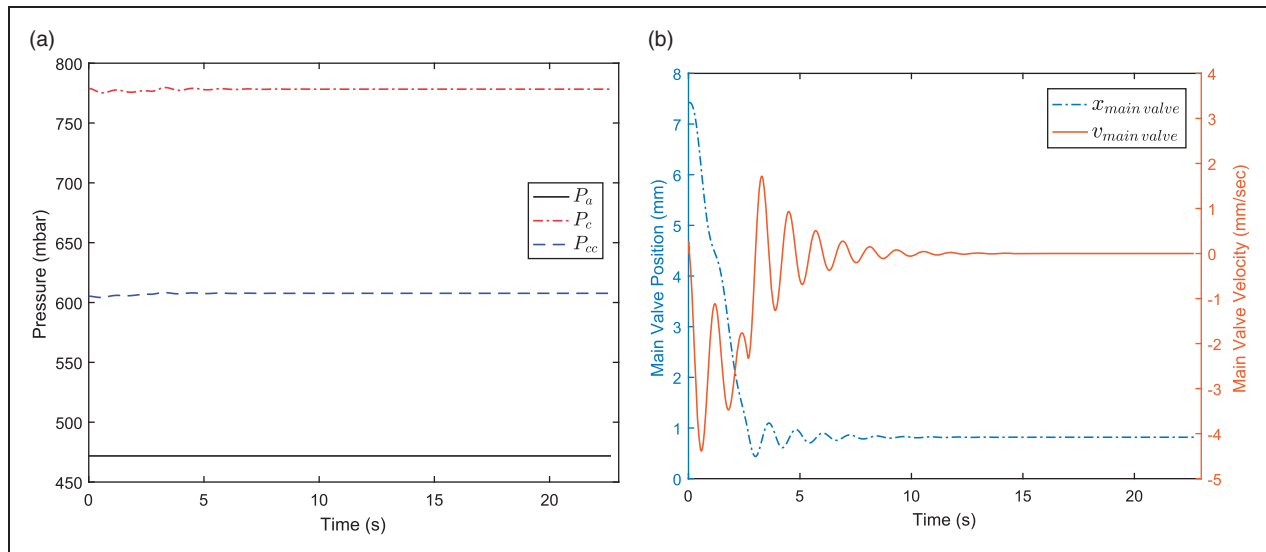 (a)
800
750
700
650
600
550
500
450
Pressure (mbar)
P_a
P_c
P_cc
0 5 10 15 20
Time (s)
(b)
8
7
6
5
4
3
2
1
0
Main Valve Position (mm)
x_main valve
v_main valve
4
3
2
1
0
-1
-2
-3
-4
-5
Main Valve Velocity (mm/sec)
0 5 10 15 20
Time (s)